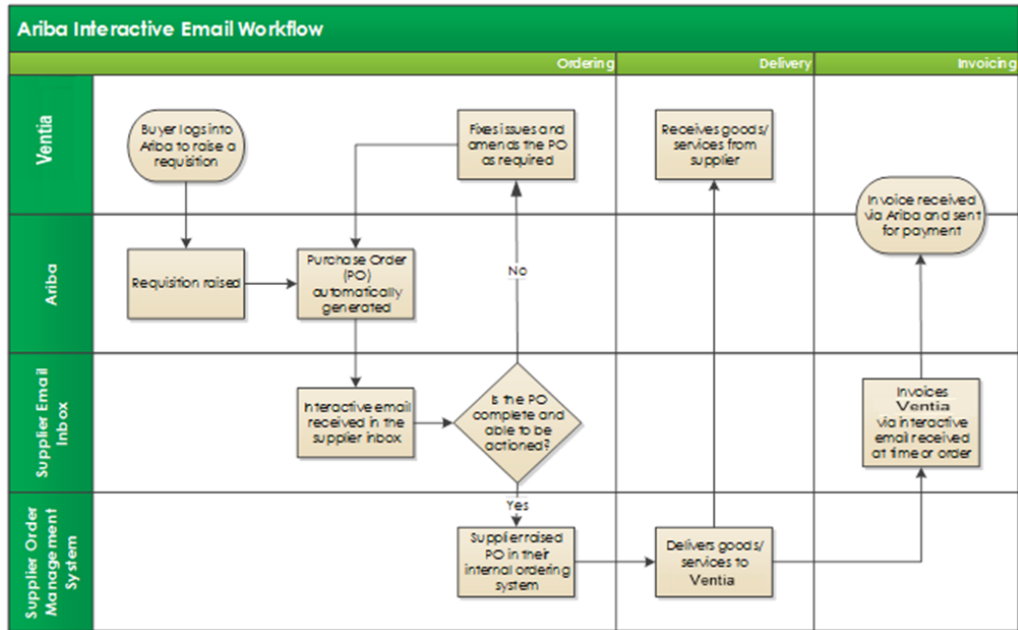 Ariba Interactive Email Workflow
Ordering
Delivery
Invoicing
Ventia
Buyer logs into
Ariba to raise a
requisition
Fixes issues and
amends the PO
as required
Receives goods/
services from
supplier
Invoice received
via Ariba and sent
for payment
Ariba
Requisition raised
Purchase Order
(PO)
automatically
generated
No
Supplier Email
Inbox
Interactive email
received in the
supplier inbox
Is the PO
complete and
able to be
actioned?
Invoices
Ventia
via interactive
email received
at time or order
Yes
Supplier Order
Management
System
Supplier raised
PO in their
internal ordering
system
Delivers goods/
services to
Ventia